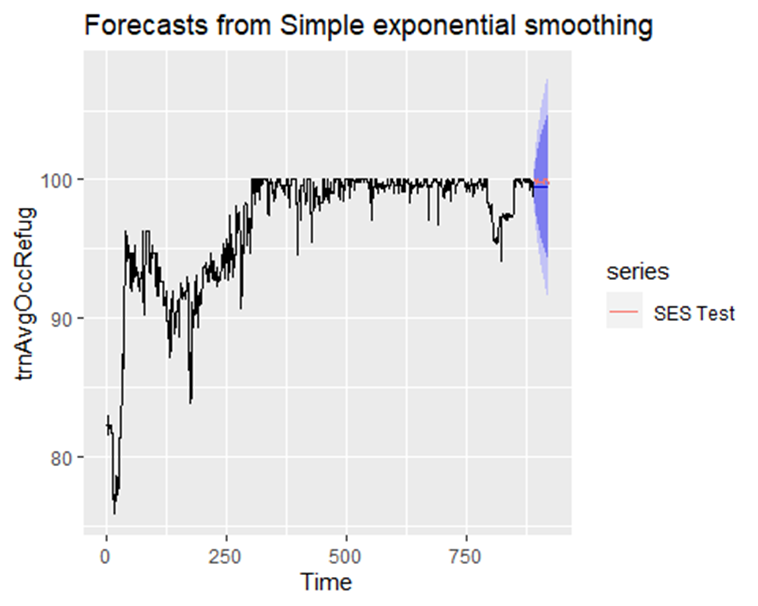 Forecasts from Simple exponential smoothing
100
90
80
trnAvgOccRefug
0 250 500 750
Time
series
SES Test